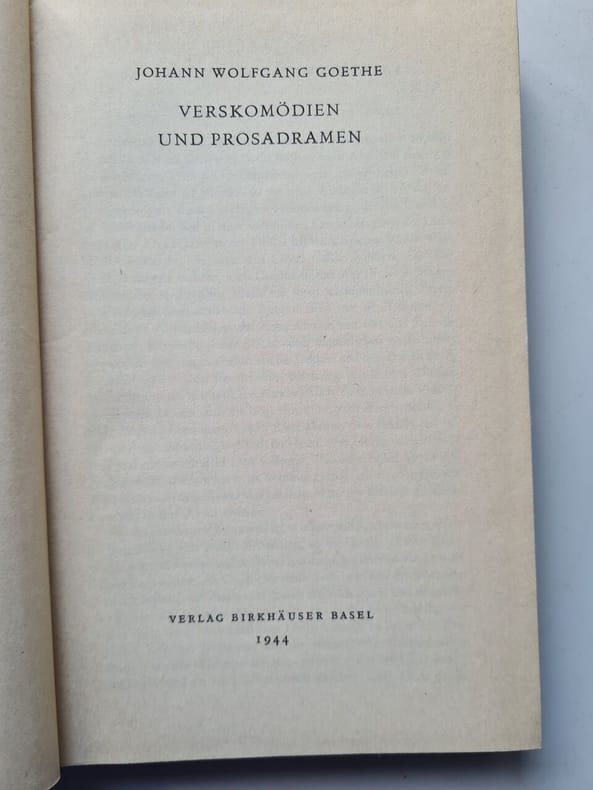 JOHANN WOLFGANG GOETHE
VERSKOMÖDIEN
UND PROSADRAMEN
VERLAG BIRKHÄUSER BASEL
1944